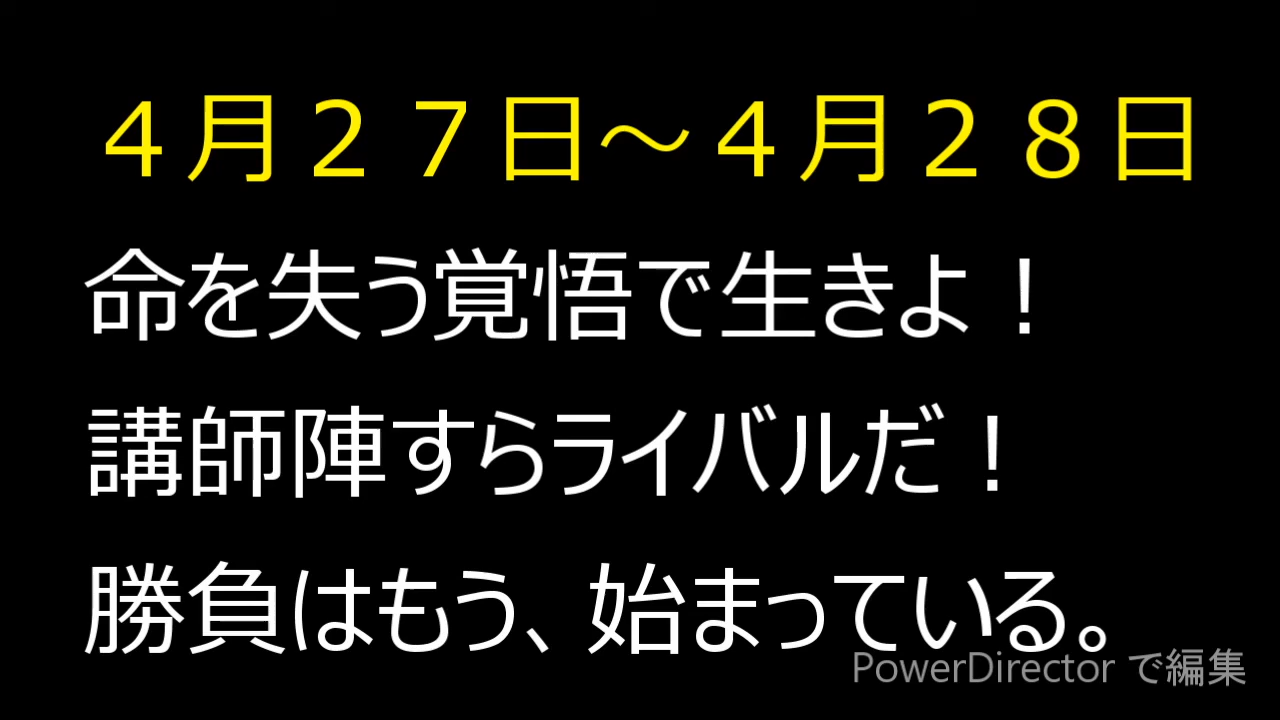 ４月２７日～４月２８日
命を失う覚悟で生きよ！
講師陣すらライバルだ！
勝負はもう、始まっている。
PowerDirector で編集